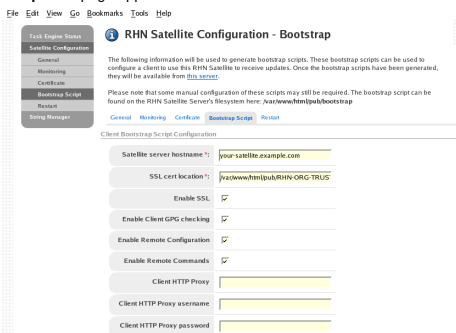 File Edit View Go Bookmarks Tools Help
Task Engine Status
Satellite Configuration
General
Monitoring
Certificate
Bootstrap Script
Restart
String Manager
RHN Satellite Configuration - Bootstrap
The following information will be used to generate bootstrap scripts. These bootstrap scripts can be used to
configure a client to use this RHN Satellite to receive updates. Once the bootstrap scripts have been generated,
they will be available from this server.
Please note that some manual configuration of these scripts may still be required. The bootstrap script can be
found on the RHN Satellite Server's filesystem here: /var/www/html/pub/bootstrap
General Monitoring Certificate Bootstrap Script Restart
Client Bootstrap Script Configuration
Satellite server hostname *: your-satellite.example.com
SSL cert location *: /var/www/html/pub/RHN-ORG-TRUST
Enable SSL
Enable Client GPG checking
Enable Remote Configuration
Enable Remote Commands
Client HTTP Proxy
Client HTTP Proxy username
Client HTTP Proxy password